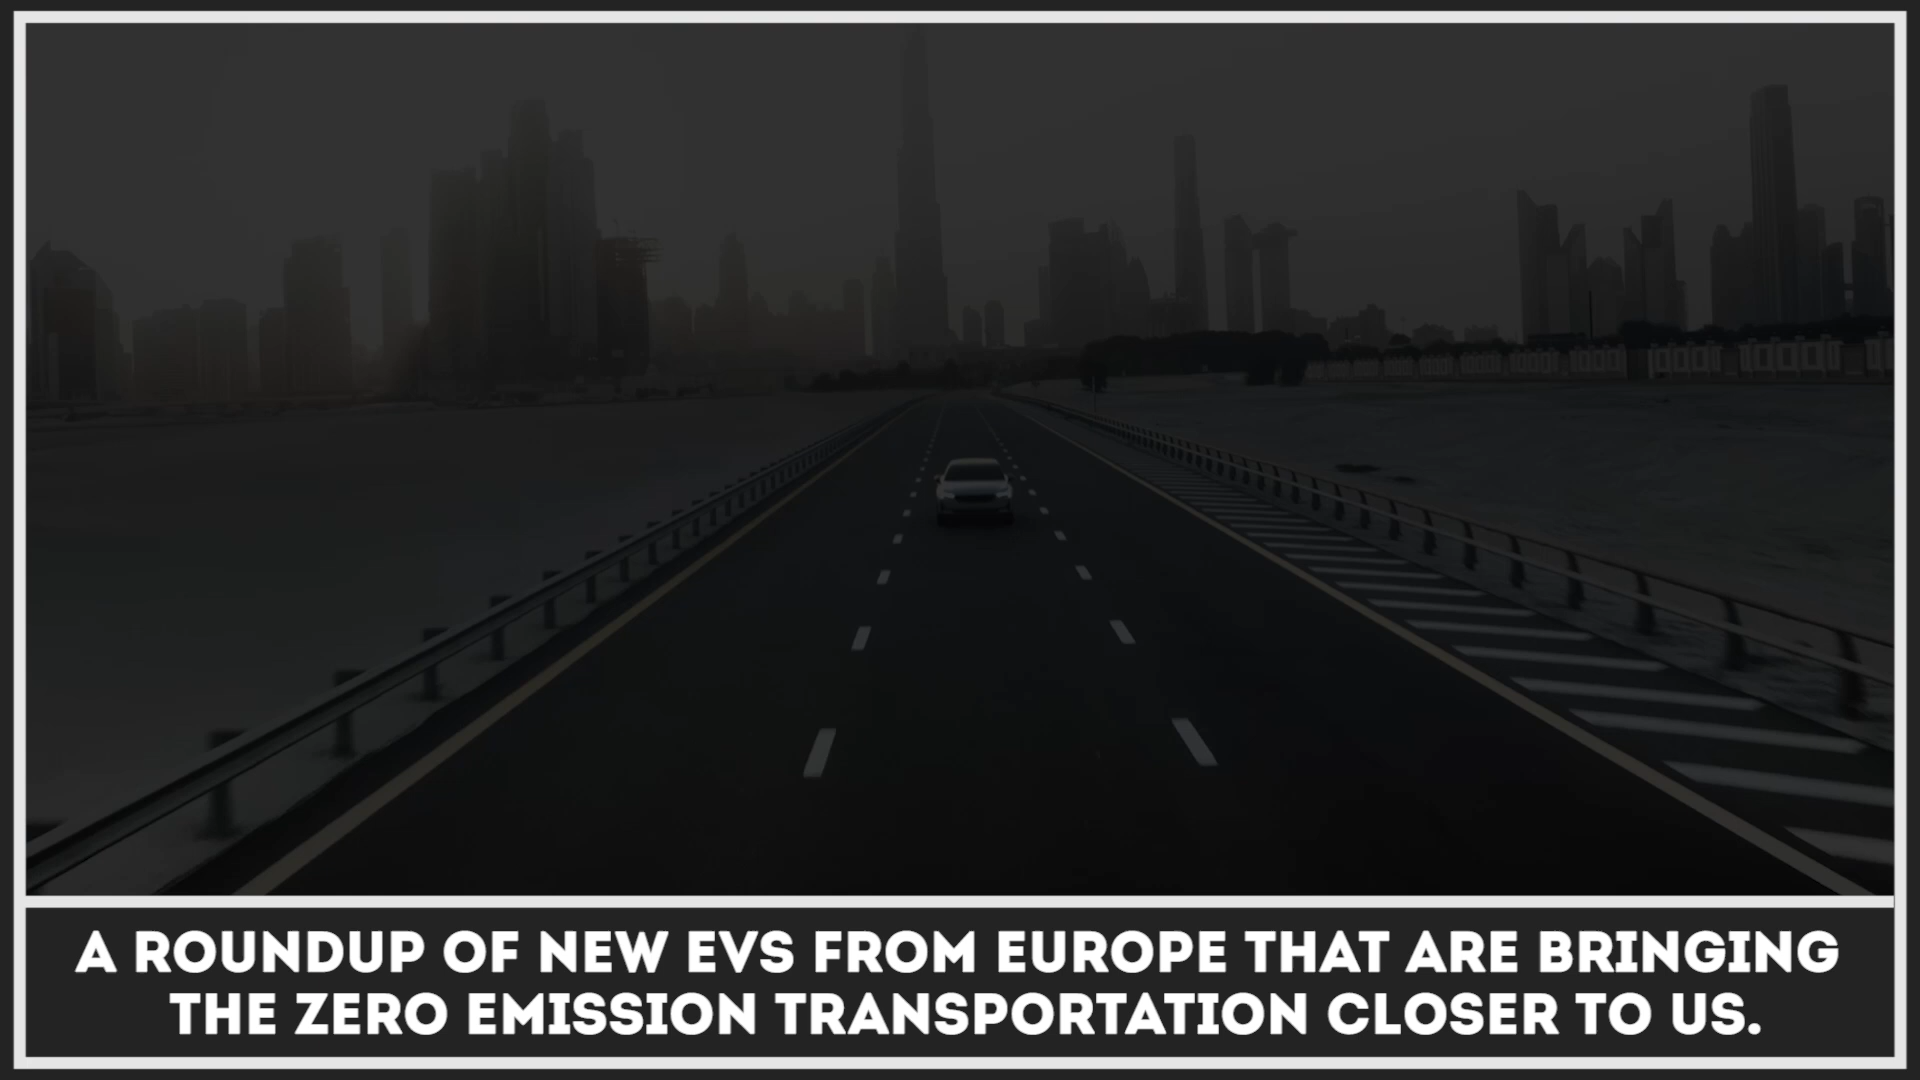 A ROUNDUP OF NEW EVS FROM EUROPE THAT ARE BRINGING
THE ZERO EMISSION TRANSPORTATION CLOSER TO US.